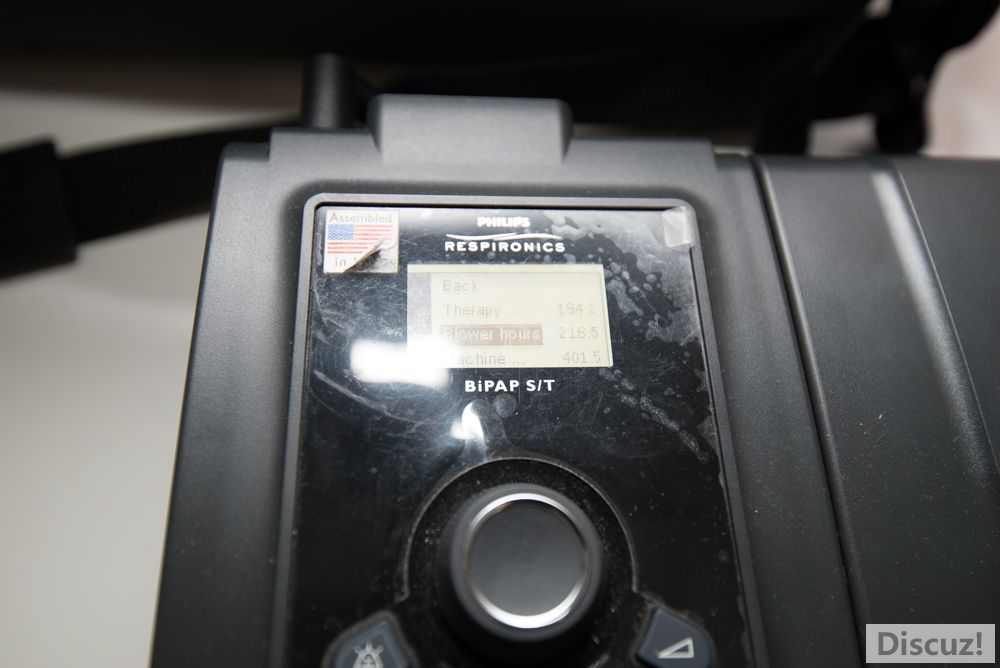 Assembled
in
PHILIPS
RESPIRONICS
Back
Therapy ... 194.2
Blower hours 216.5
Machine ... 401.5
BiPAP S/T
Discuz!